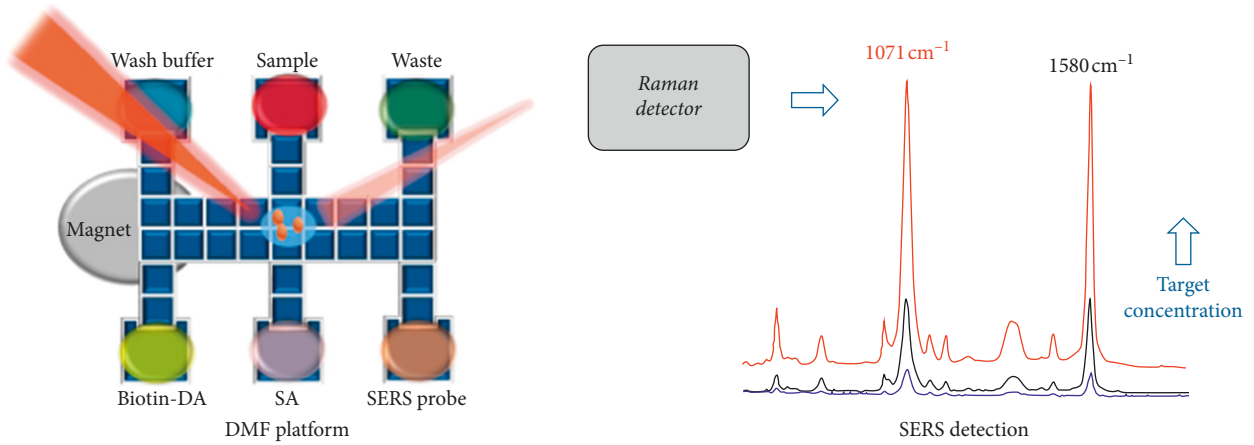 Wash buffer
Sample
Waste
Magnet
Biotin-DA
SA
SERS probe
DMF platform
Raman
detector
1071 cm⁻¹
1580 cm⁻¹
Target
concentration
SERS detection